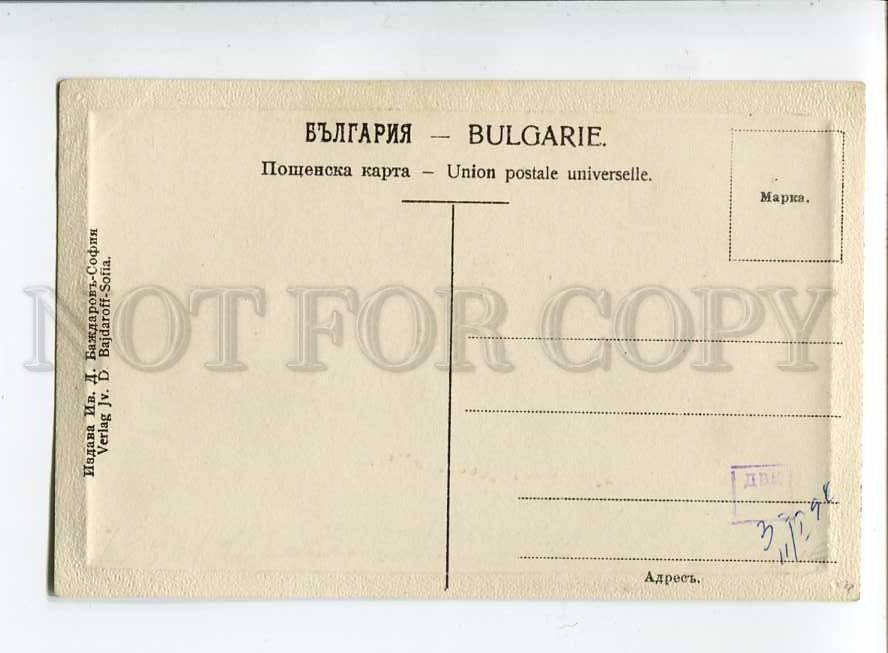 БЪЛГАРИЯ — BULGARIE.
Пощенска карта – Union postale universelle.
Марка.
Издава Ив. Д. Баждаровъ-София
Verlag Jv. D. Bajdaroff-Sofia.
NOT FOR COPY
Адресъ.